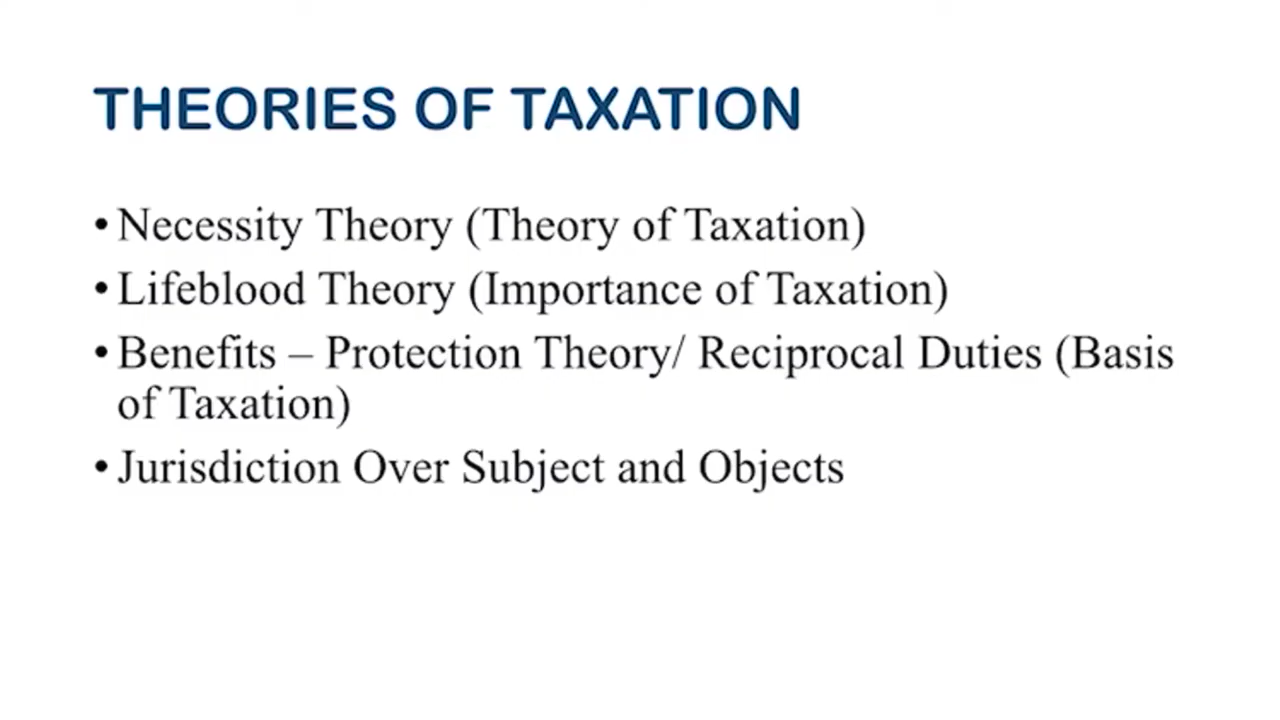 THEORIES OF TAXATION
• Necessity Theory (Theory of Taxation)
• Lifeblood Theory (Importance of Taxation)
• Benefits – Protection Theory/ Reciprocal Duties (Basis
of Taxation)
• Jurisdiction Over Subject and Objects